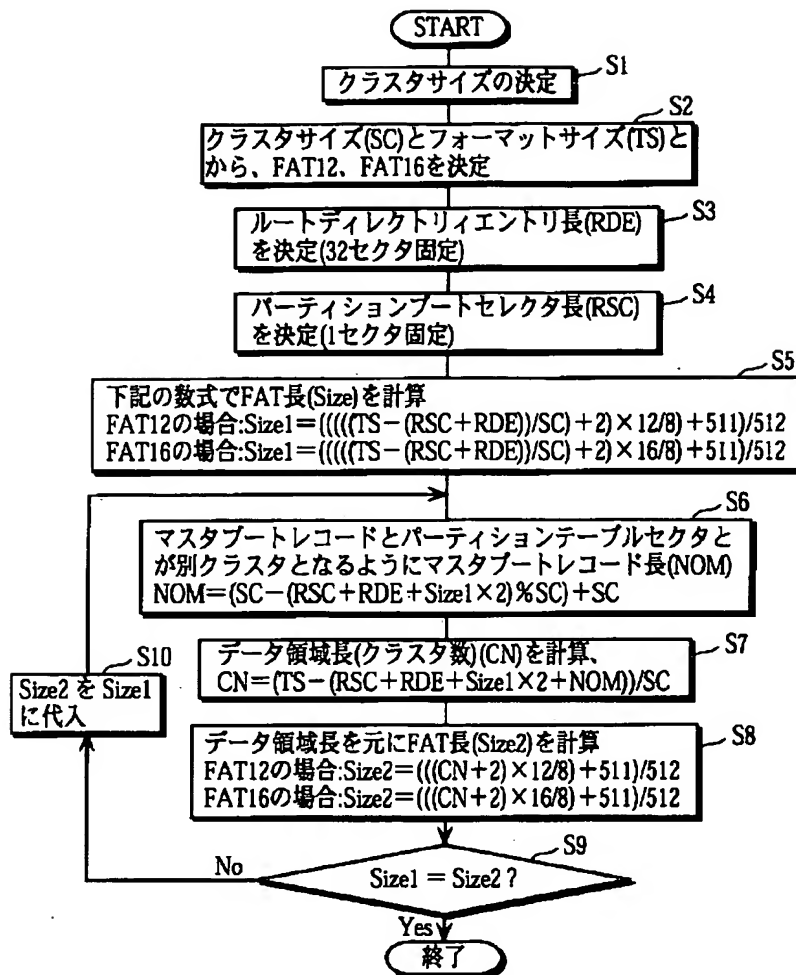 START
S1
クラスタサイズの決定
S2
クラスタサイズ(SC)とフォーマットサイズ(TS)と
から、FAT12、FAT16を決定
S3
ルートディレクトリィエントリ長(RDE)
を決定(32セクタ固定)
S4
パーティションブートセレクタ長(RSC)
を決定(1セクタ固定)
S5
下記の数式でFAT長(Size)を計算
FAT12の場合:Size1=(((((TS-(RSC+RDE))/SC)+2)×12/8)+511)/512
FAT16の場合:Size1=(((((TS-(RSC+RDE))/SC)+2)×16/8)+511)/512
S6
マスタブートレコードとパーティションテーブルセクタと
が別クラスタとなるようにマスタブートレコード長(NOM)
NOM=(SC-(RSC+RDE+Size1×2)%SC)+SC
S7
データ領域長(クラスタ数)(CN)を計算、
CN=(TS-(RSC+RDE+Size1×2+NOM))/SC
S10
Size2 を Size1
に代入
S8
データ領域長を元にFAT長(Size2)を計算
FAT12の場合:Size2=(((CN+2)×12/8)+511)/512
FAT16の場合:Size2=(((CN+2)×16/8)+511)/512
S9
No
Size1 = Size2 ?
Yes
終了